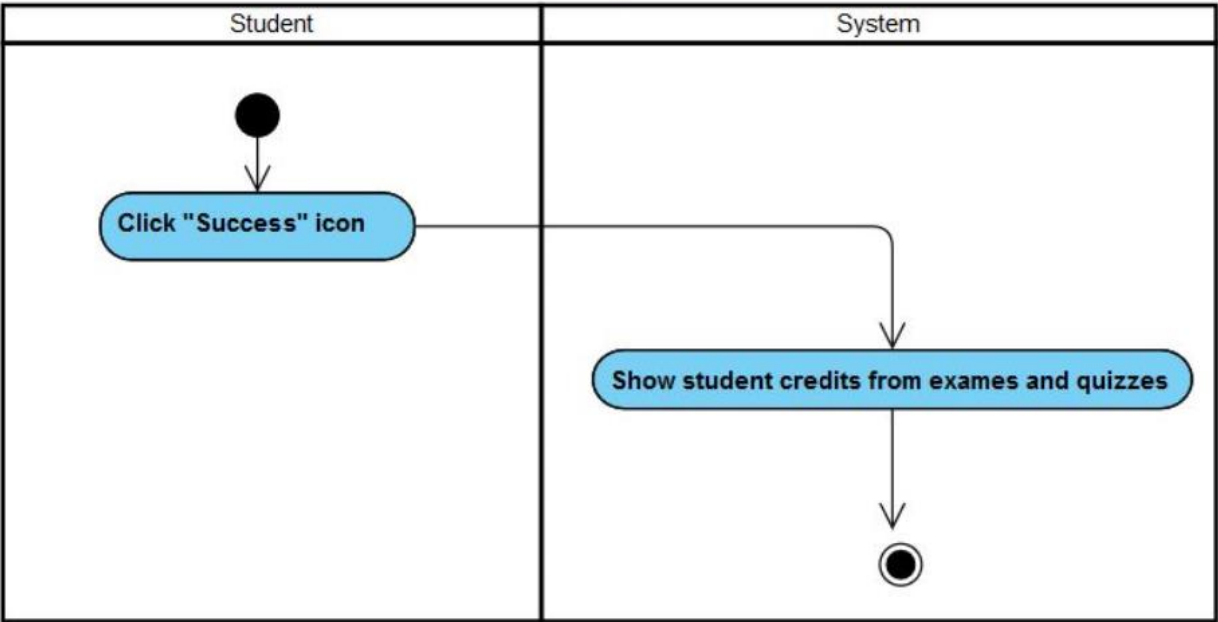 Student
System
Click "Success" icon
Show student credits from exames and quizzes